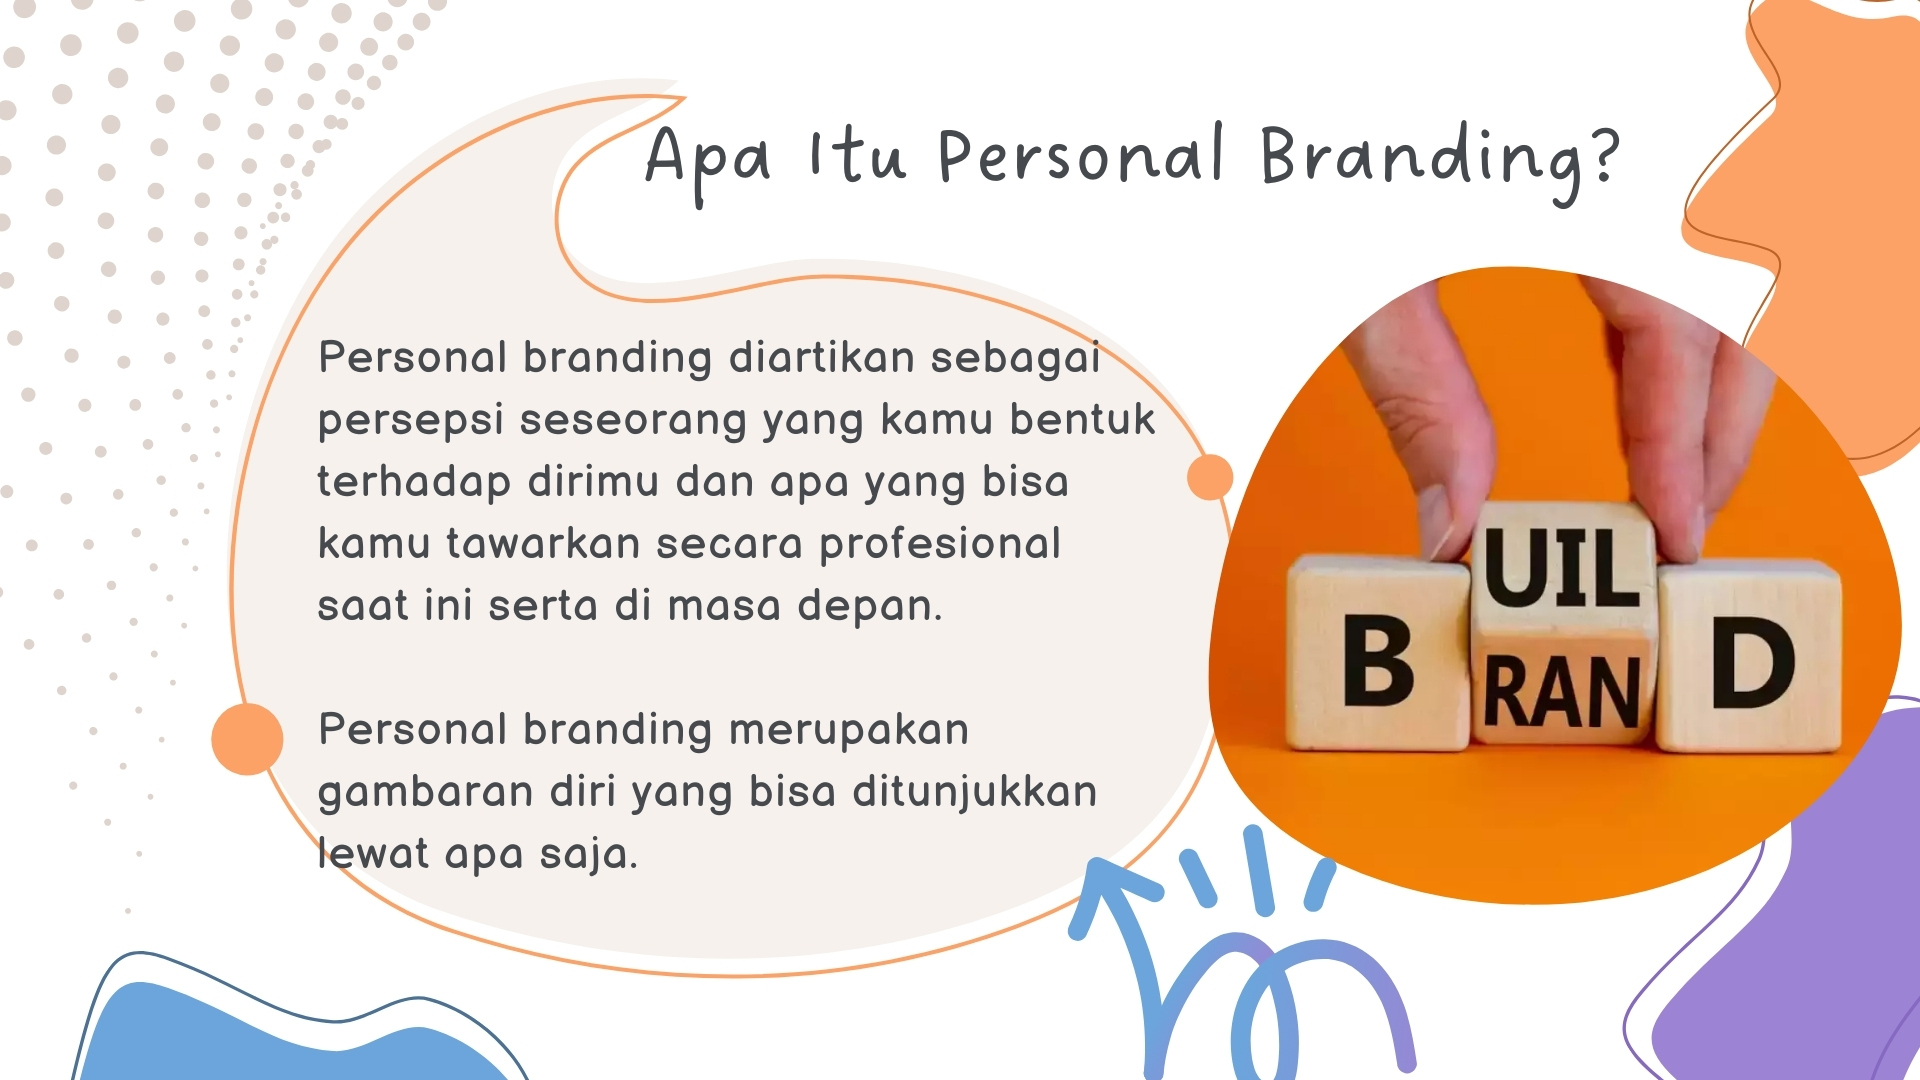 Apa Itu Personal Branding?
Personal branding diartikan sebagai
persepsi seseorang yang kamu bentuk
terhadap dirimu dan apa yang bisa
kamu tawarkan secara profesional
saat ini serta di masa depan.
Personal branding merupakan
gambaran diri yang bisa ditunjukkan
lewat apa saja.
UIL
B RAN D